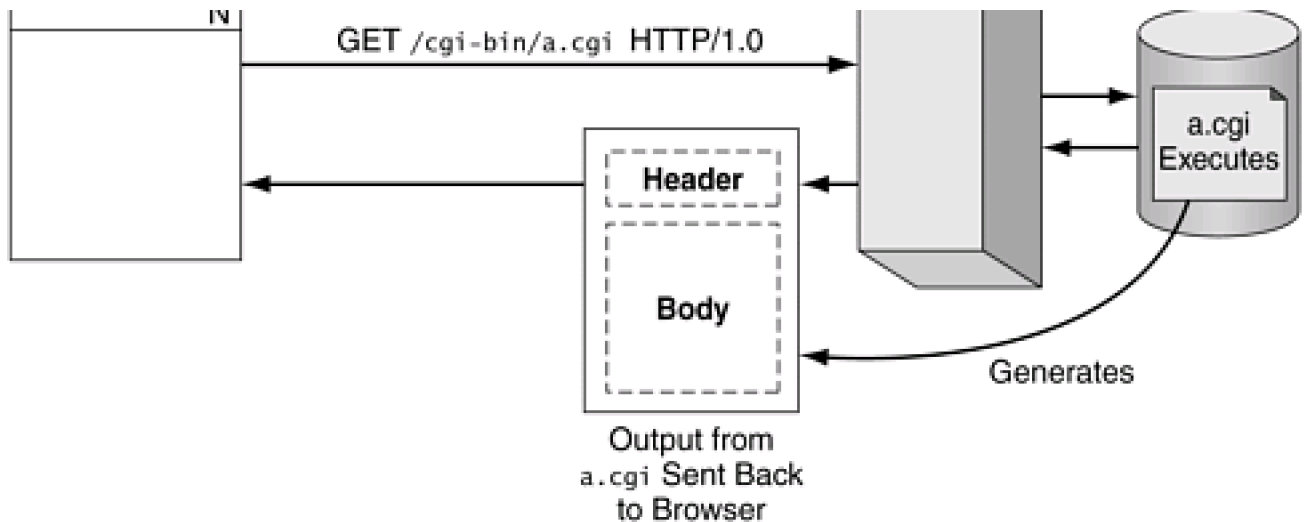 N
GET /cgi-bin/a.cgi HTTP/1.0
a.cgi
Executes
Header
Body
Generates
Output from
a.cgi Sent Back
to Browser